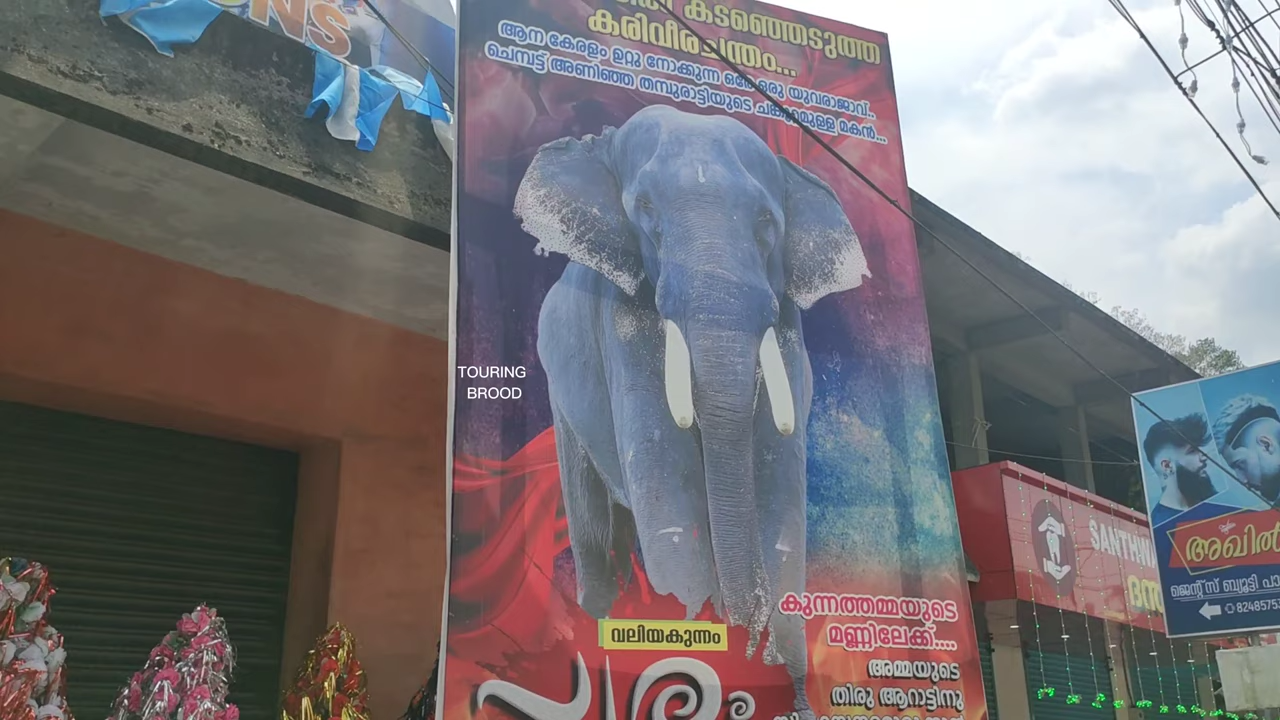 കടഞ്ഞെടുത്ത
കരിവീരചന്തം...
ആന കേരളം ഉറ്റു നോക്കുന്ന ഒരേ ഒരു യുവരാജാവ്..
ചെമ്പട്ട് അണിഞ്ഞ തമ്പുരാട്ടിയുടെ ചങ്കൂറ്റമുള്ള മകൻ...
TOURING
BROOD
കുന്നത്തമ്മയുടെ
മണ്ണിലേക്ക്....
വലിയകുന്നം
അമ്മയുടെ
തിരു ആറാട്ടിനു
SANTHW
അഖിൽ
ജെന്റ്സ് ബ്യൂട്ടി പാ